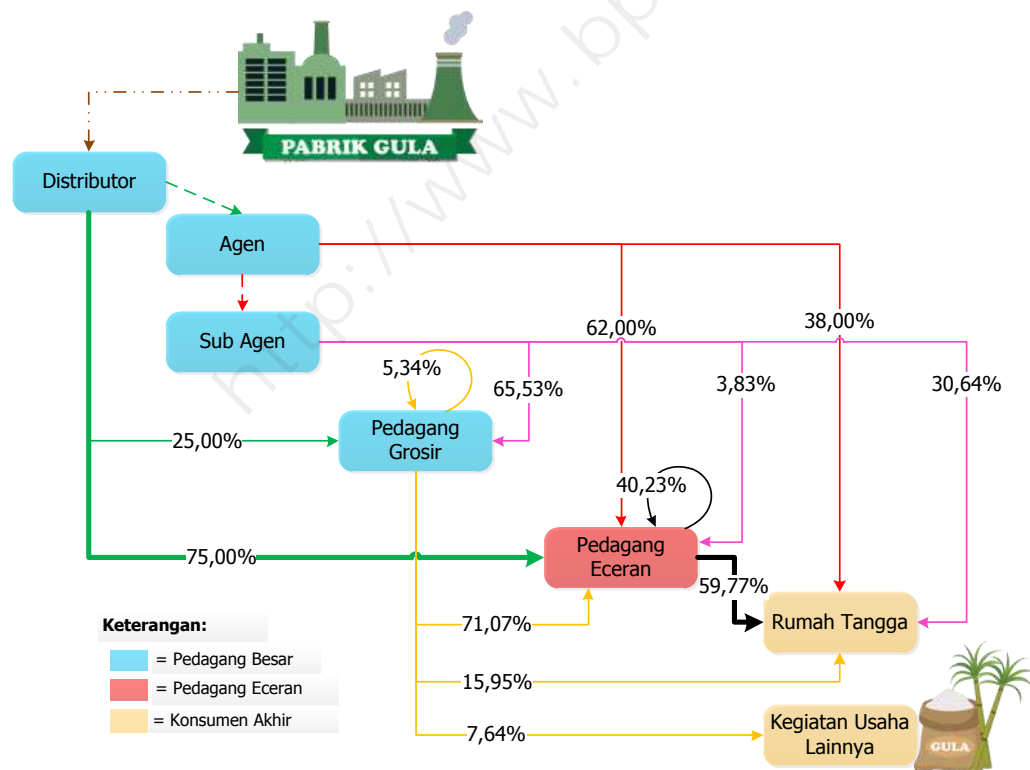 http://www.bp
PABRIK GULA
Distributor
Agen
Sub Agen
62,00%
38,00%
5,34%
65,53%
3,83%
30,64%
Pedagang
Grosir
25,00%
40,23%
Pedagang
Eceran
75,00%
59,77%
Rumah Tangga
71,07%
15,95%
7,64%
Kegiatan Usaha
Lainnya
GULA
Keterangan:
= Pedagang Besar
= Pedagang Eceran
= Konsumen Akhir